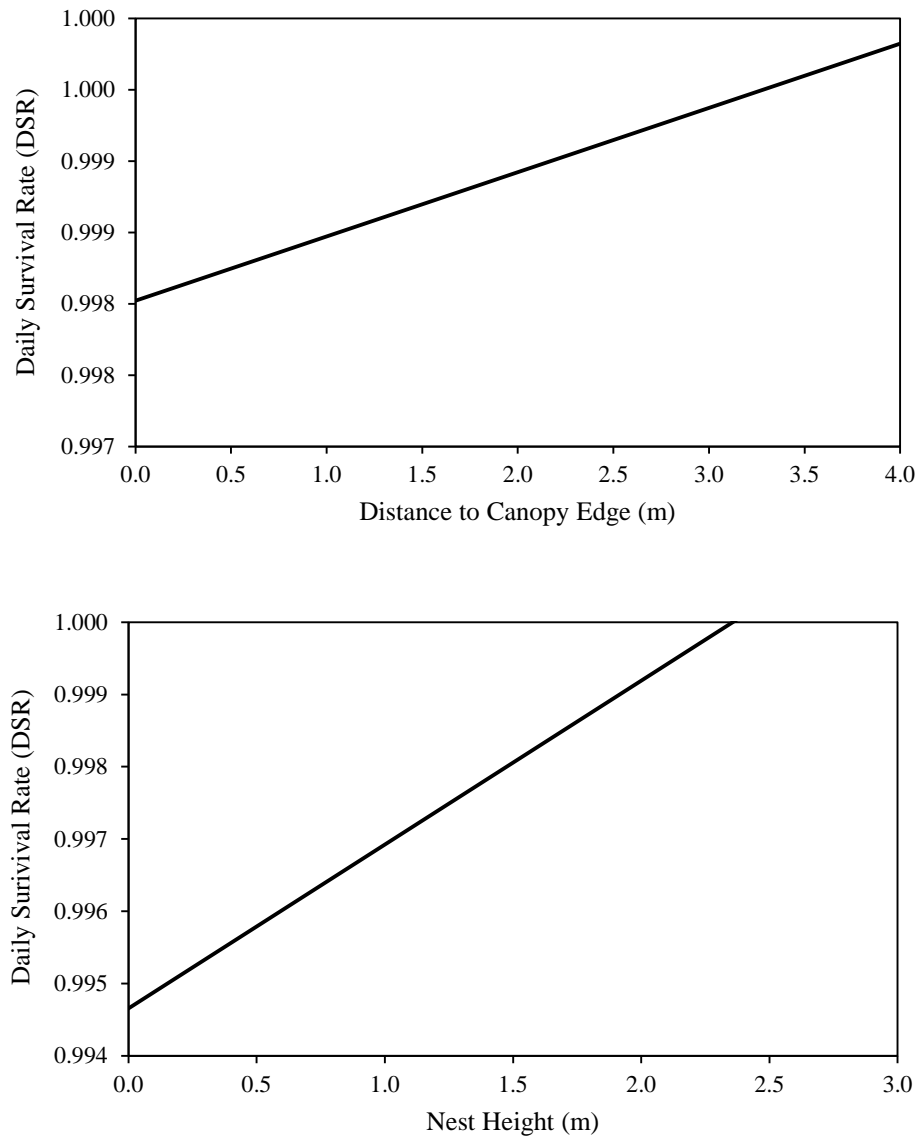 1.000
1.000
0.999
0.999
0.998
0.998
0.997
0.0 0.5 1.0 1.5 2.0 2.5 3.0 3.5 4.0
Daily Survival Rate (DSR)
Distance to Canopy Edge (m)
1.000
0.999
0.998
0.997
0.996
0.995
0.994
0.0 0.5 1.0 1.5 2.0 2.5 3.0
Daily Surivival Rate (DSR)
Nest Height (m)